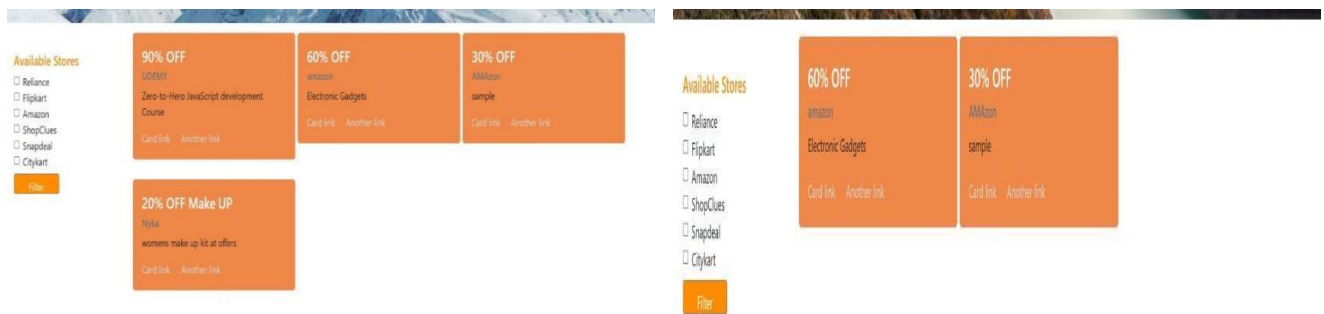 Available Stores
Reliance
Flipkart
Amazon
ShopClues
Snapdeal
Citykart
Filter
90% OFF
UDEMY
Zero-to-Hero JavaScript development
Course
Card link Another link
60% OFF
amazon
Electronic Gadgets
Card link Another link
30% OFF
AMAzon
sample
Card link Another link
20% OFF Make UP
Nyka
womens make up kit at offers
Card link Another link
Available Stores
Reliance
Flipkart
Amazon
ShopClues
Snapdeal
Citykart
Filter
60% OFF
amazon
Electronic Gadgets
Card link Another link
30% OFF
AMAzon
sample
Card link Another link